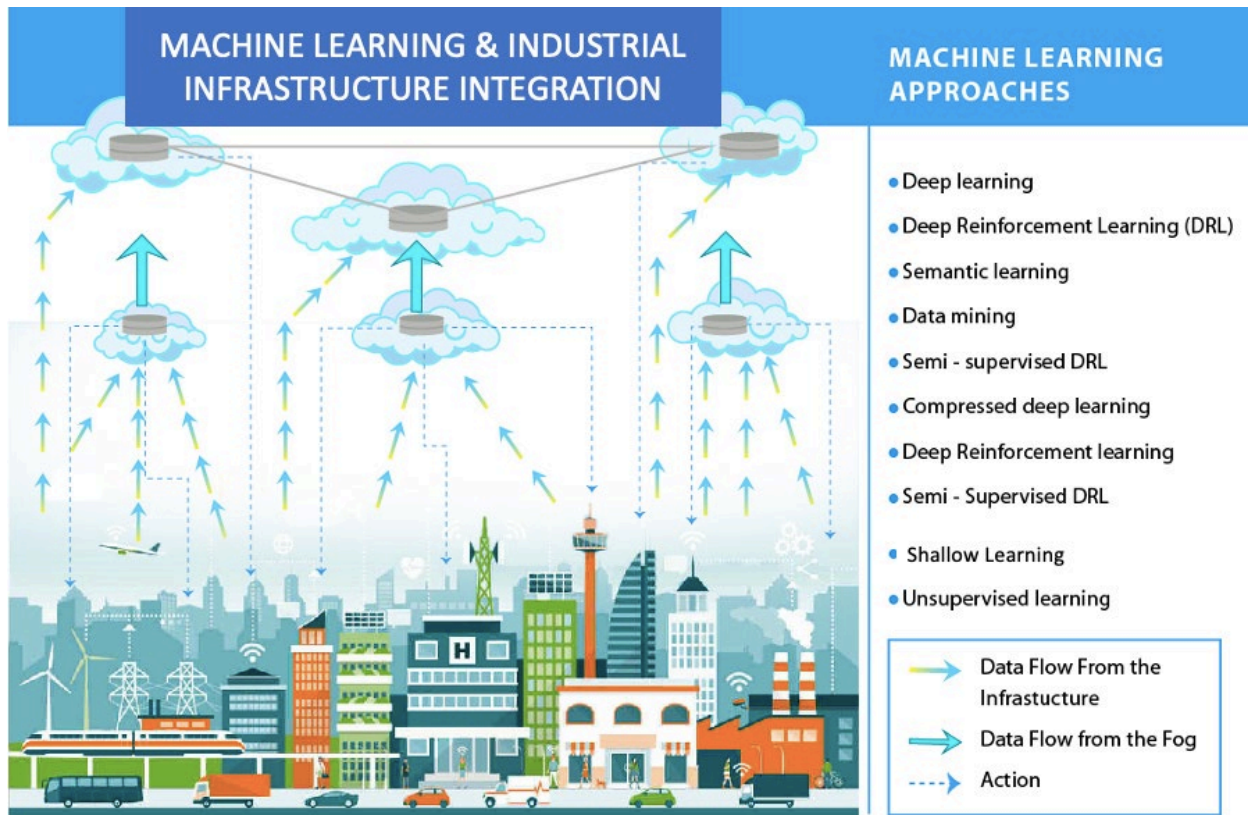 MACHINE LEARNING & INDUSTRIAL
INFRASTRUCTURE INTEGRATION
MACHINE LEARNING
APPROACHES
Deep learning
Deep Reinforcement Learning (DRL)
Semantic learning
Data mining
Semi - supervised DRL
Compressed deep learning
Deep Reinforcement learning
Semi - Supervised DRL
Shallow Learning
Unsupervised learning
Data Flow From the
Infrastucture
Data Flow from the Fog
Action
H